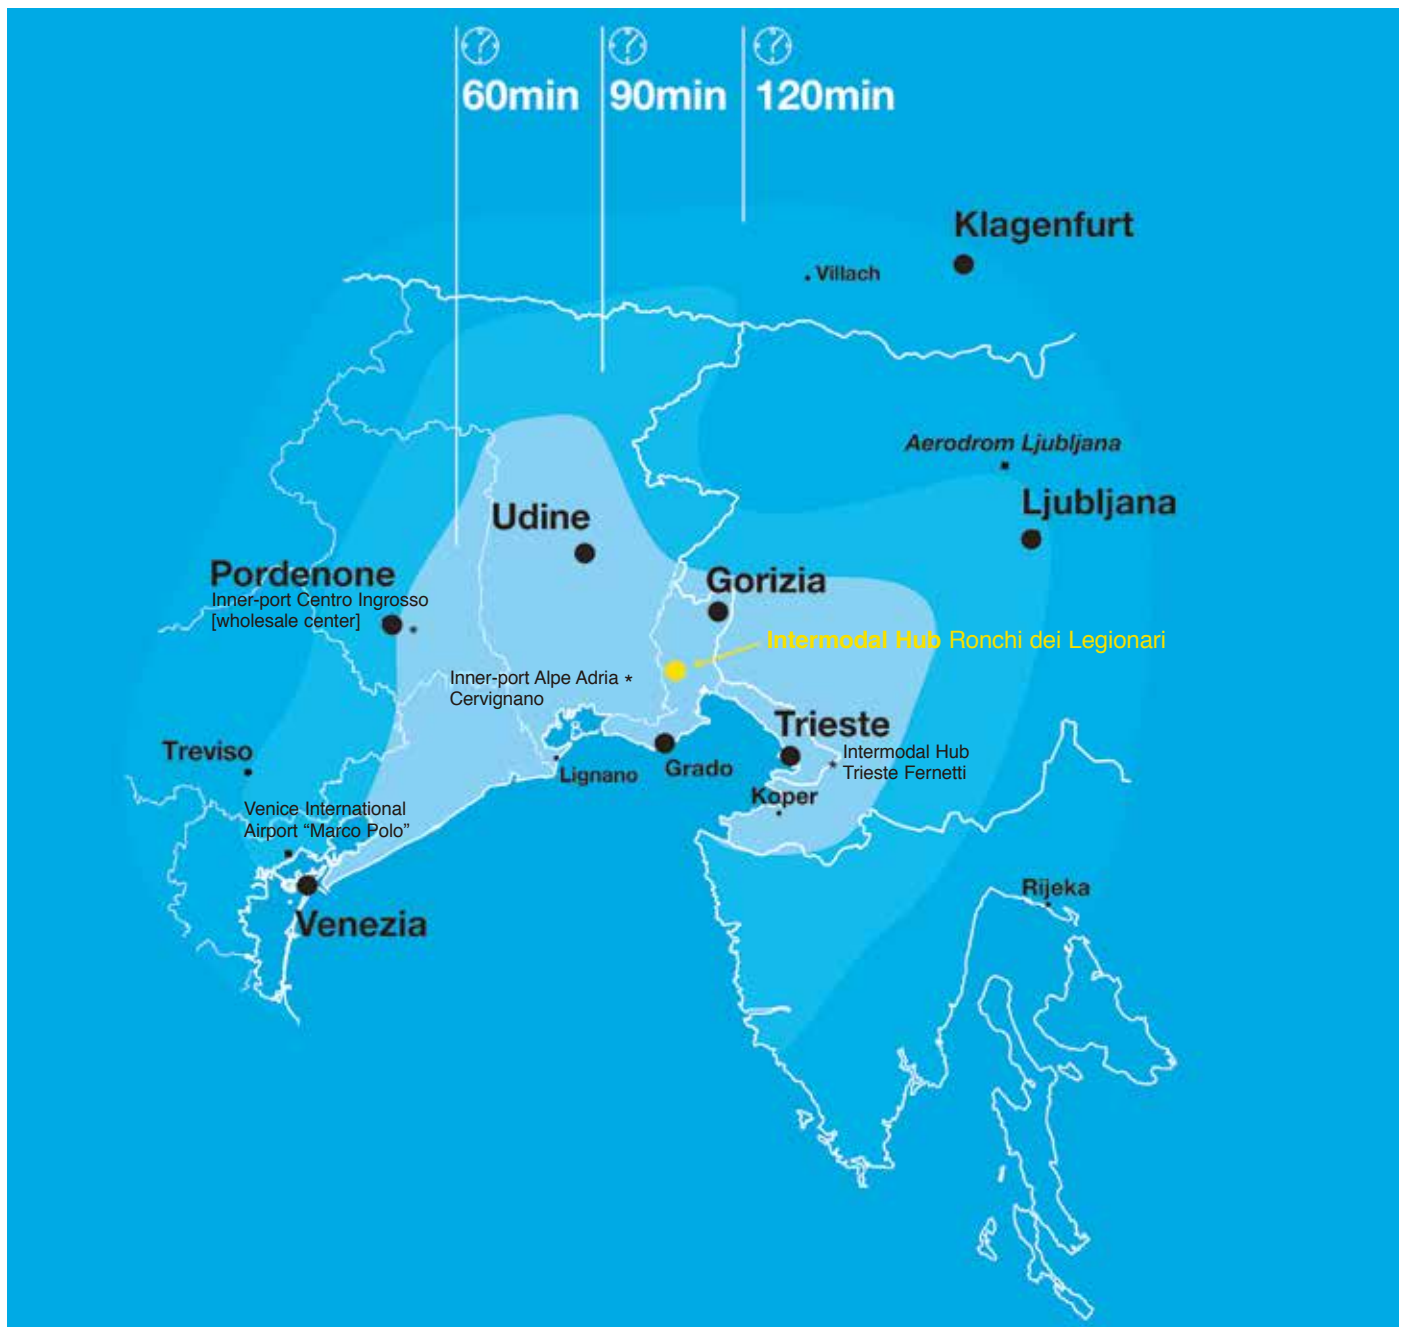 60min
90min
120min
Klagenfurt
Villach
Aerodrom Ljubljana
Ljubljana
Udine
Pordenone
Inner-port Centro Ingrosso
[wholesale center]
Gorizia
Intermodal Hub Ronchi dei Legionari
Inner-port Alpe Adria *
Cervignano
Trieste
Intermodal Hub
Trieste Fernetti
Treviso
Lignano
Grado
Koper
Venice International
Airport “Marco Polo”
Rijeka
Venezia